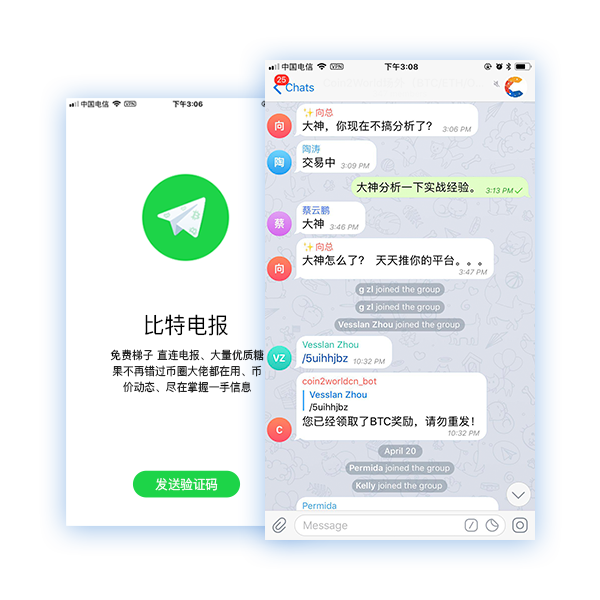 中国电信 VPN 下午3:06
比特电报
免费梯子 直连电报、大量优质糖
果不再错过币圈大佬都在用、币
价动态、尽在掌握一手信息
发送验证码
中国电信 VPN 下午3:08
25
Chats
向
✨向总
大神，你现在不搞分析了？ 3:06 PM
陶
陶涛
交易中 3:09 PM
大神分析一下实战经验。 3:13 PM
蔡
蔡云鹏
大神 3:46 PM
向
✨向总
大神怎么了？ 天天推你的平台。。。
3:47 PM
g zl joined the group
g zl joined the group
Vesslan Zhou joined the group
VZ
Vesslan Zhou
/5uihhjbz 10:32 PM
C
coin2worldcn_bot
Vesslan Zhou
/5uihhjbz
您已经领取了BTC奖励，请勿重发！
10:32 PM
April 20
Permida joined the group
Kelly joined the group
Permida
Message